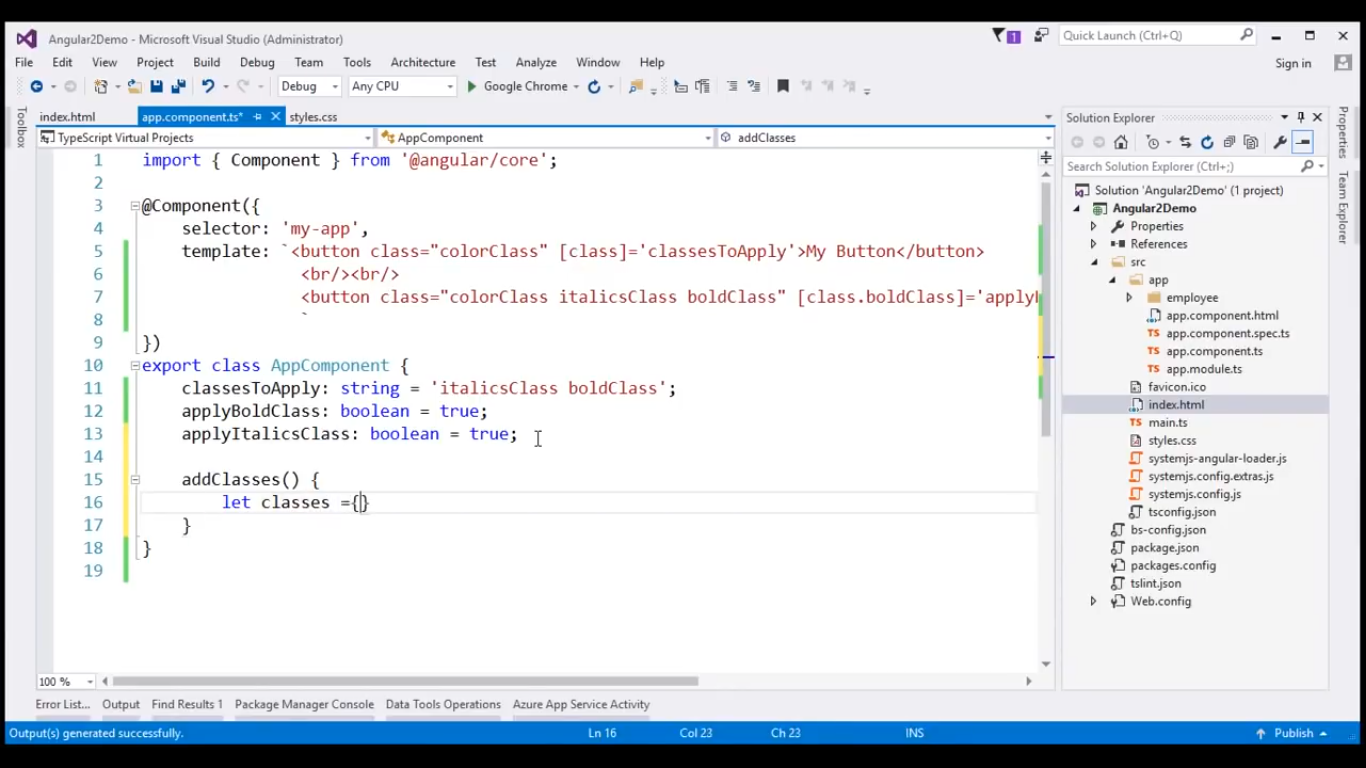 Angular2Demo - Microsoft Visual Studio (Administrator)
1
Quick Launch (Ctrl+Q)
File Edit View Project Build Debug Team Tools Architecture Test Analyze Window Help
Sign in
Debug Any CPU Google Chrome
index.html app.component.ts* styles.css
Toolbox
TypeScript Virtual Projects AppComponent addClasses
1 import { Component } from '@angular/core';
2
3 @Component({
4 selector: 'my-app',
5 template: `<button class="colorClass" [class]='classesToApply'>My Button</button>
6 <br/><br/>
7 <button class="colorClass italicsClass boldClass" [class.boldClass]='applyB
8 `
9 })
10 export class AppComponent {
11 classesToApply: string = 'italicsClass boldClass';
12 applyBoldClass: boolean = true;
13 applyItalicsClass: boolean = true;
14
15 addClasses() {
16 let classes ={}
17 }
18 }
19
100 %
Solution Explorer
Search Solution Explorer (Ctrl+;)
Solution 'Angular2Demo' (1 project)
Angular2Demo
Properties
References
src
app
employee
app.component.html
app.component.spec.ts
app.component.ts
app.module.ts
favicon.ico
index.html
main.ts
styles.css
systemjs-angular-loader.js
systemjs.config.extras.js
systemjs.config.js
tsconfig.json
bs-config.json
package.json
packages.config
tslint.json
Web.config
Properties
Team Explorer
Error List... Output Find Results 1 Package Manager Console Data Tools Operations Azure App Service Activity
Output(s) generated successfully. Ln 16 Col 23 Ch 23 INS Publish